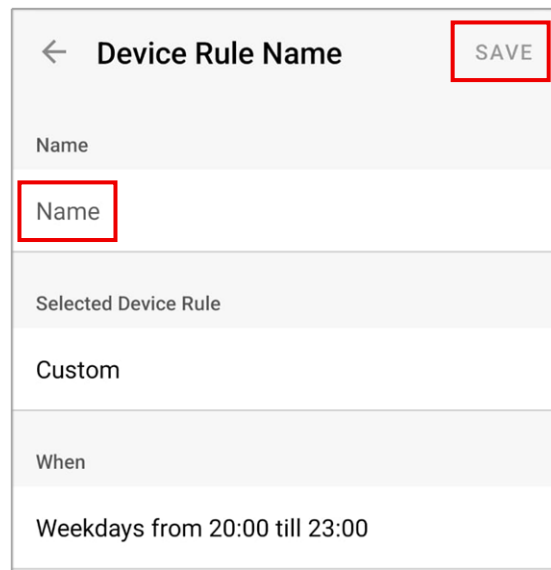 Device Rule Name SAVE
Name
Name
Selected Device Rule
Custom
When
Weekdays from 20:00 till 23:00